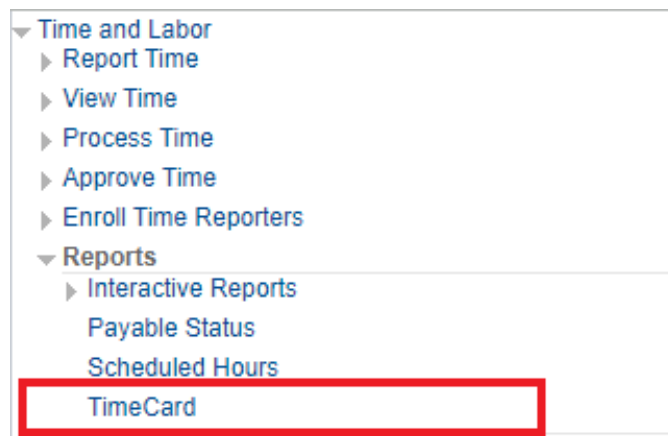 Time and Labor
Report Time
View Time
Process Time
Approve Time
Enroll Time Reporters
Reports
Interactive Reports
Payable Status
Scheduled Hours
TimeCard